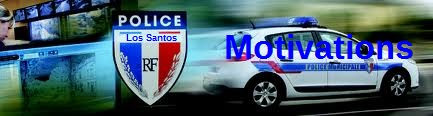 POLICE
Los Santos
RF
Motivations
POLICE MUNICIPALE